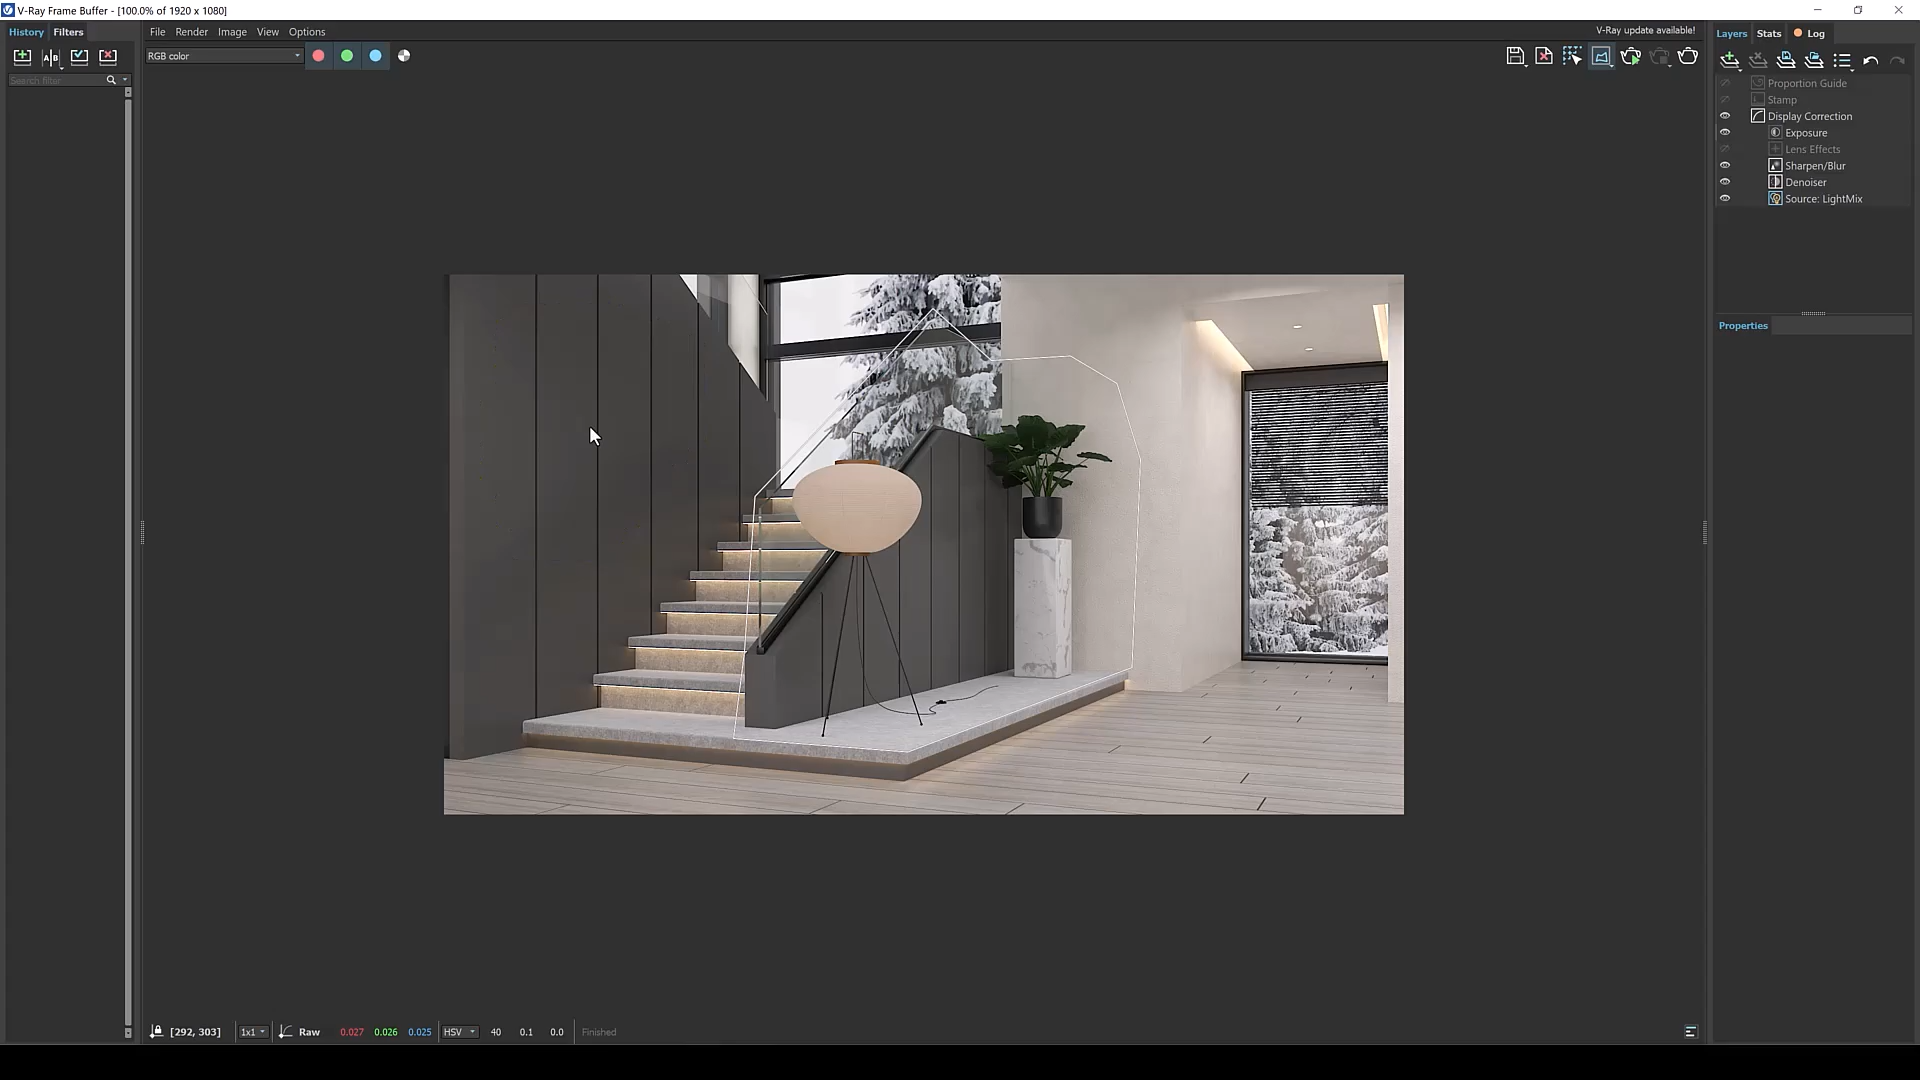 V-Ray Frame Buffer - [100.0% of 1920 x 1080]
History Filters
File Render Image View Options
V-Ray update available!
Layers Stats Log
RGB color
A|B
Search filter
Proportion Guide
Stamp
Display Correction
Exposure
Lens Effects
Sharpen/Blur
Denoiser
Source: LightMix
Properties
[292, 303] 1x1 Raw 0.027 0.026 0.025 HSV 40 0.1 0.0 Finished